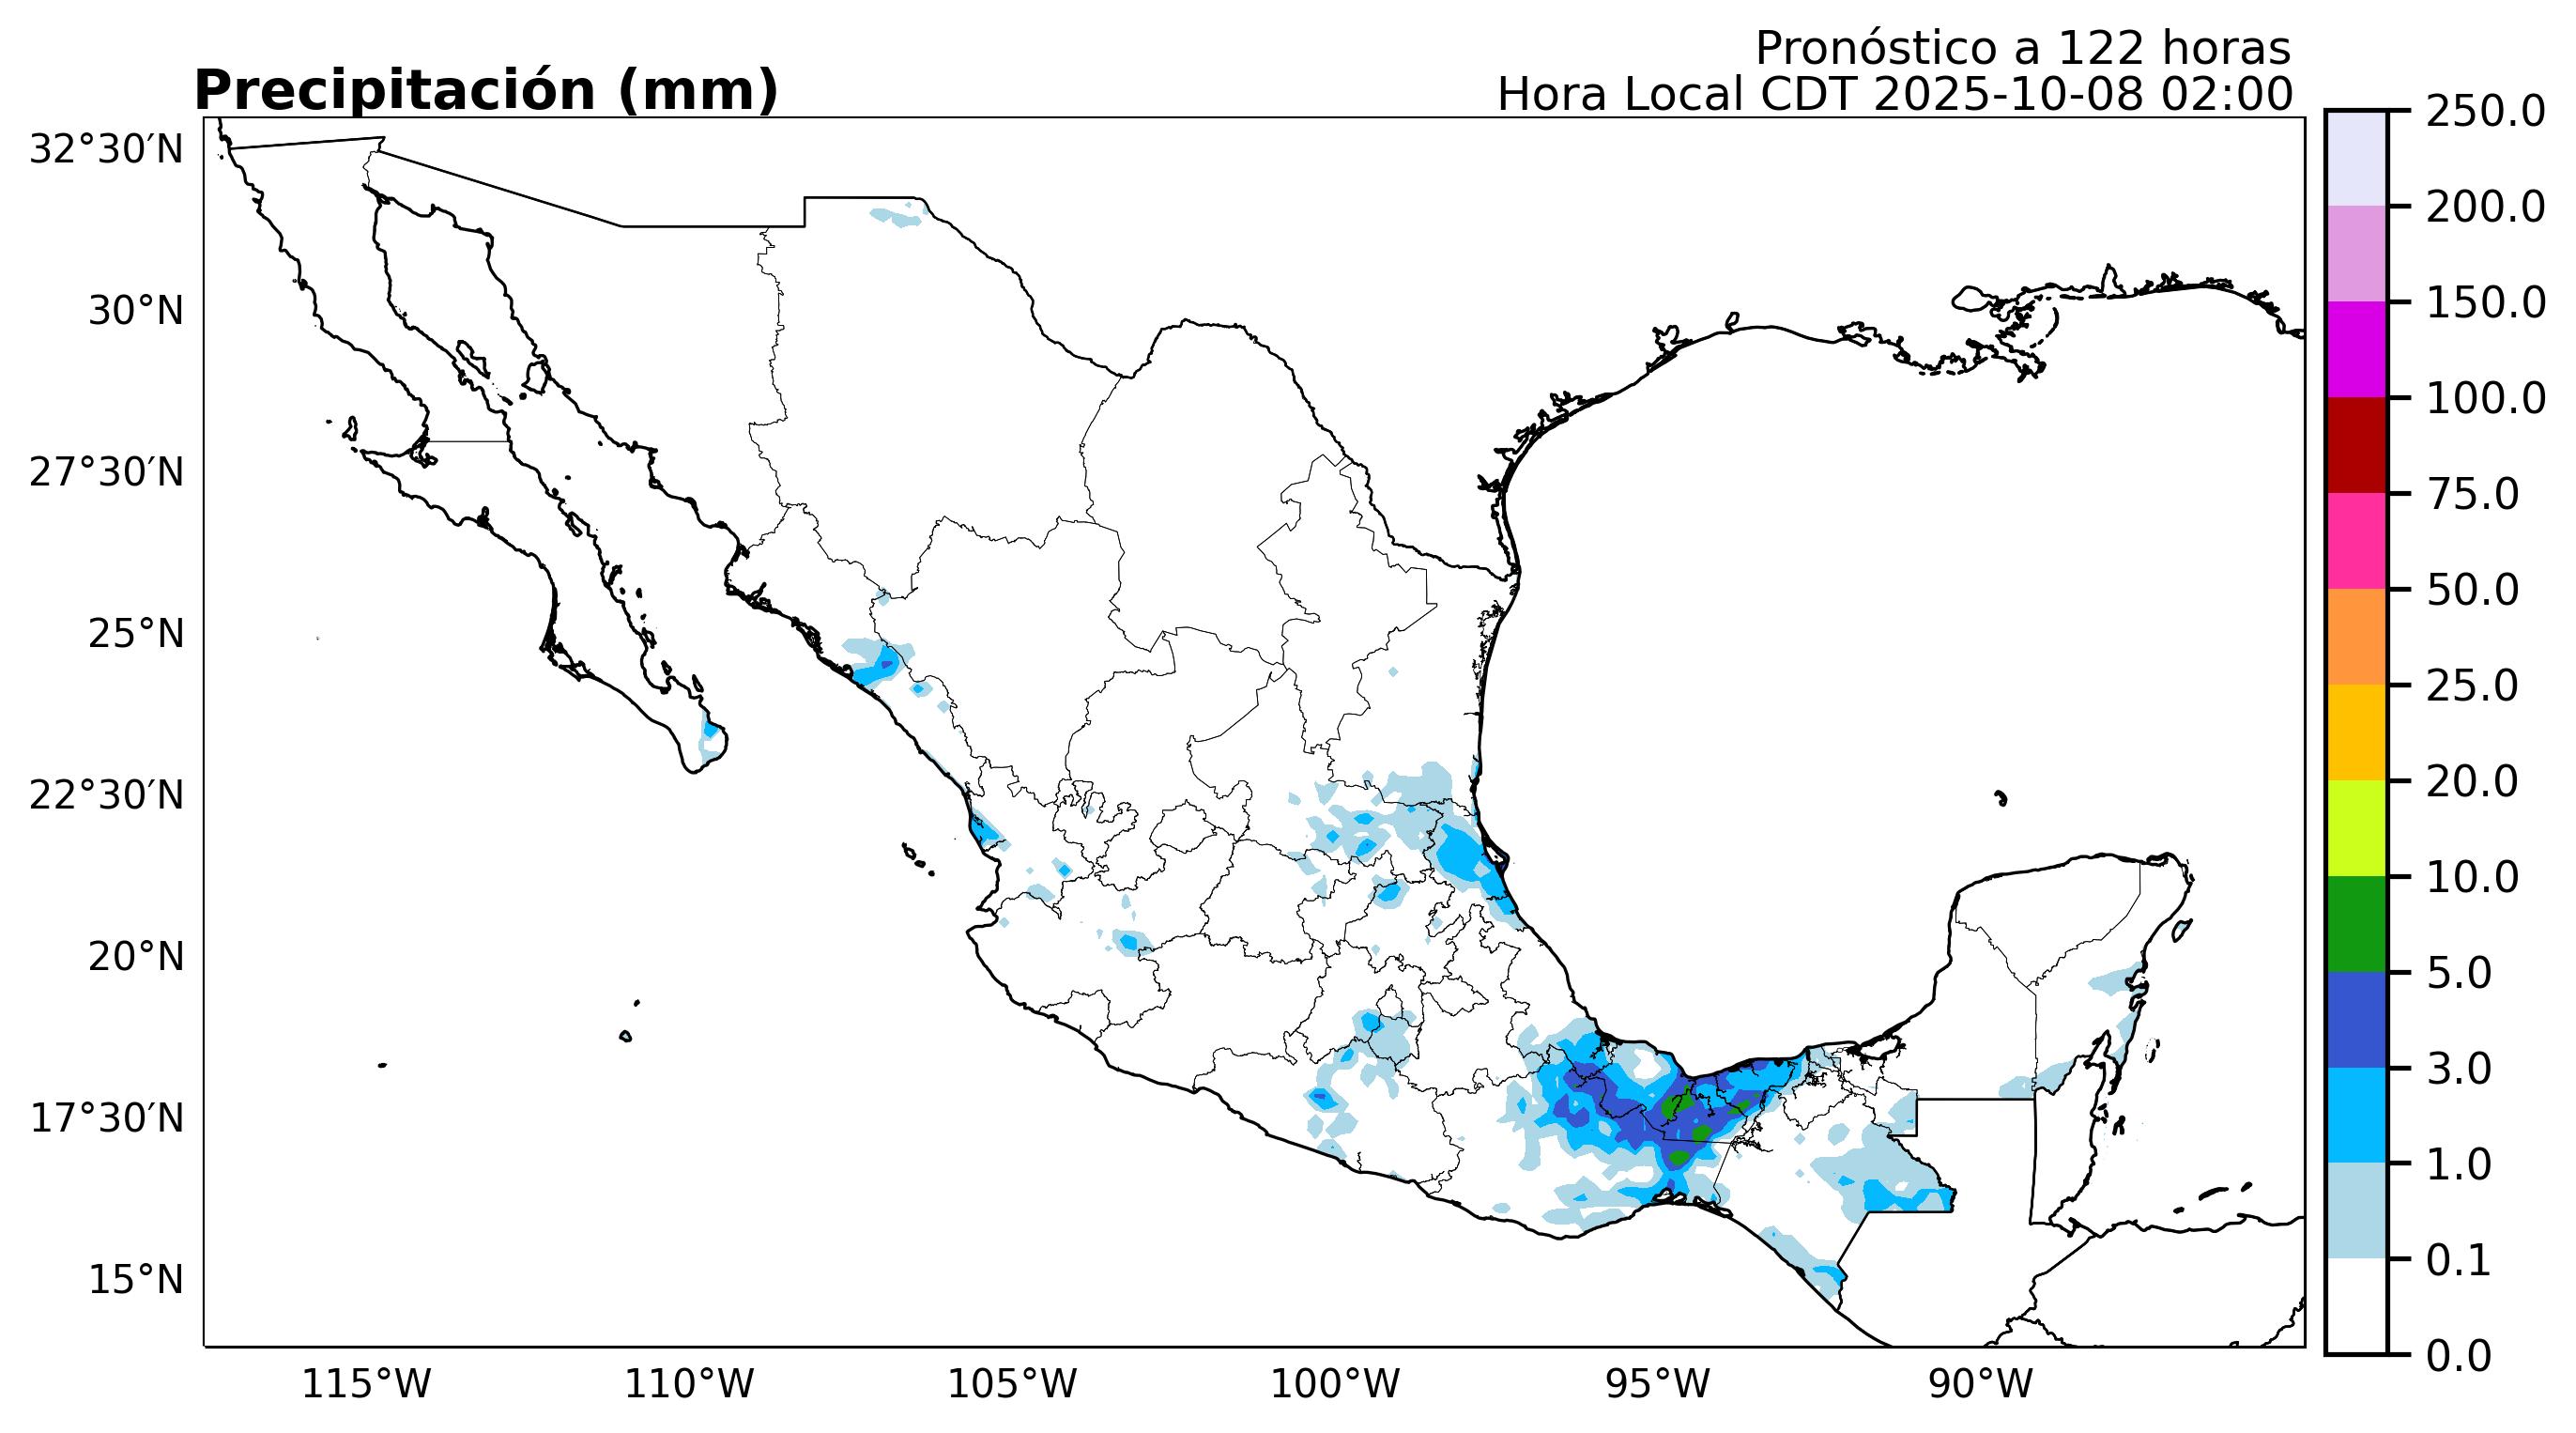 Pronóstico a 122 horas
Precipitación (mm)
Hora Local CDT 2025-10-08 02:00
32°30′N
30°N
27°30′N
25°N
22°30′N
20°N
17°30′N
15°N
115°W
110°W
105°W
100°W
95°W
90°W
250.0
200.0
150.0
100.0
75.0
50.0
25.0
20.0
10.0
5.0
3.0
1.0
0.1
0.0